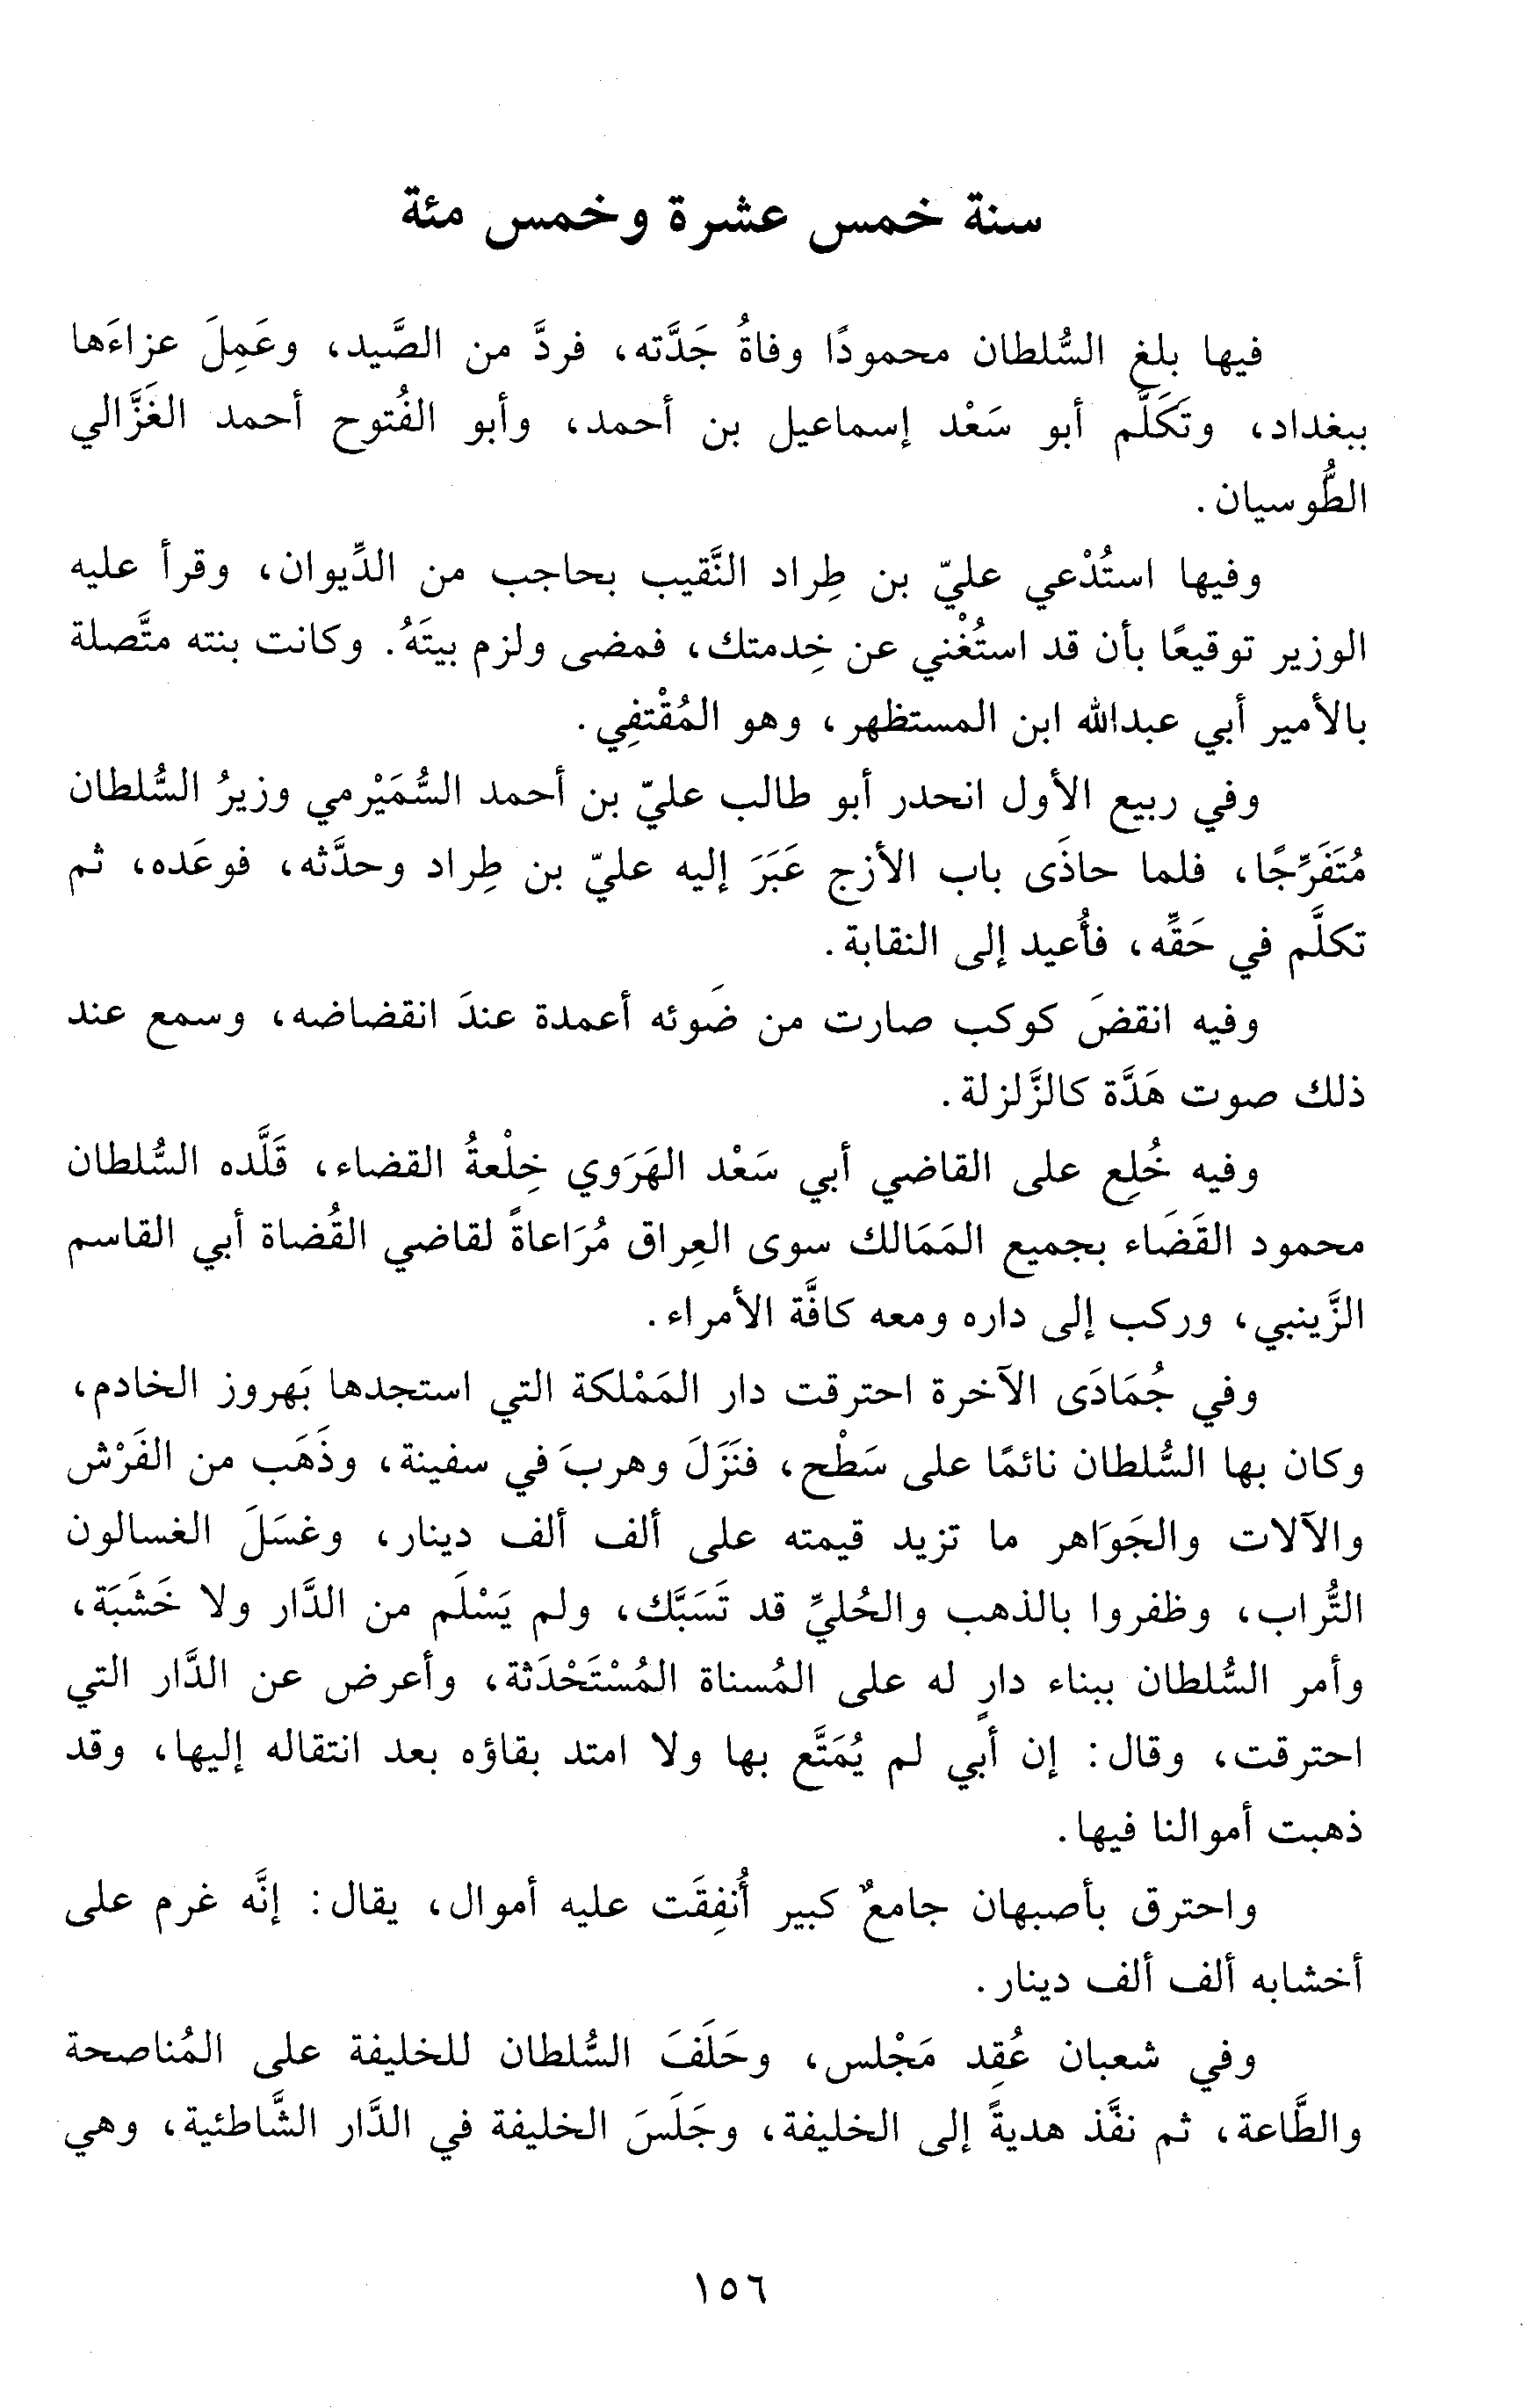 سنة خمس عشرة وخمس مئة
فيها بلغ السُّلطان محمودًا وفاةُ جَدَّته، فردَّ من الصَّيد، وعَمِلَ عزاءَها
ببغداد، وتَكَلَّم أبو سَعْد إسماعيل بن أحمد، وأبو الفُتوح أحمد الغَزَّالي
الطُّوسيان.
وفيها استُدْعي عليّ بن طِراد النَّقيب بحاجب من الدِّيوان، وقرأ عليه
الوزير توقيعًا بأن قد استُغْني عن خِدمتك، فمضى ولزم بيتَهُ. وكانت بنته متَّصلة
بالأمير أبي عبدالله ابن المستظهر، وهو المُقْتفِي.
وفي ربيع الأول انحدر أبو طالب عليّ بن أحمد السُّمَيْرمي وزيرُ السُّلطان
مُتَفَرِّجًا، فلما حاذَى باب الأزج عَبَرَ إليه عليّ بن طِراد وحدَّثه، فوعَده، ثم
تكلَّم في حَقِّه، فأُعيد إلى النقابة.
وفيه انقضَ كوكب صارت من ضَوئه أعمدة عندَ انقضاضه، وسمع عند
ذلك صوت هَدَّة كالزَّلزلة.
وفيه خُلِع على القاضي أبي سَعْد الهَرَوي خِلْعةُ القضاء، قَلَّده السُّلطان
محمود القَضَاء بجميع المَمَالك سوى العِراق مُرَاعاةً لقاضي القُضاة أبي القاسم
الزَّينبي، وركب إلى داره ومعه كافَّة الأمراء.
وفي جُمَادَى الآخرة احترقت دار المَمْلكة التي استجدها بَهروز الخادم،
وكان بها السُّلطان نائمًا على سَطْح، فنَزَلَ وهربَ في سفينة، وذَهَب من الفَرْش
والآلات والجَوَاهر ما تزيد قيمته على ألف ألف دينار، وغسَلَ الغسالون
التُّراب، وظفروا بالذهب والحُليِّ قد تَسَبَّك، ولم يَسْلَم من الدَّار ولا خَشَبَة،
وأمر السُّلطان ببناء دارٍ له على المُسناة المُسْتَحْدَثة، وأعرض عن الدَّار التي
احترقت، وقال: إن أبي لم يُمَتَّع بها ولا امتد بقاؤه بعد انتقاله إليها، وقد
ذهبت أموالنا فيها.
واحترق بأصبهان جامعٌ كبير أُنفِقَت عليه أموال، يقال: إنَّه غرم على
أخشابه ألف ألف دينار.
وفي شعبان عُقِد مَجْلس، وحَلَفَ السُّلطان للخليفة على المُناصحة
والطَّاعة، ثم نفَّذ هديةً إلى الخليفة، وجَلَسَ الخليفة في الدَّار الشَّاطئية، وهي
١٥٦